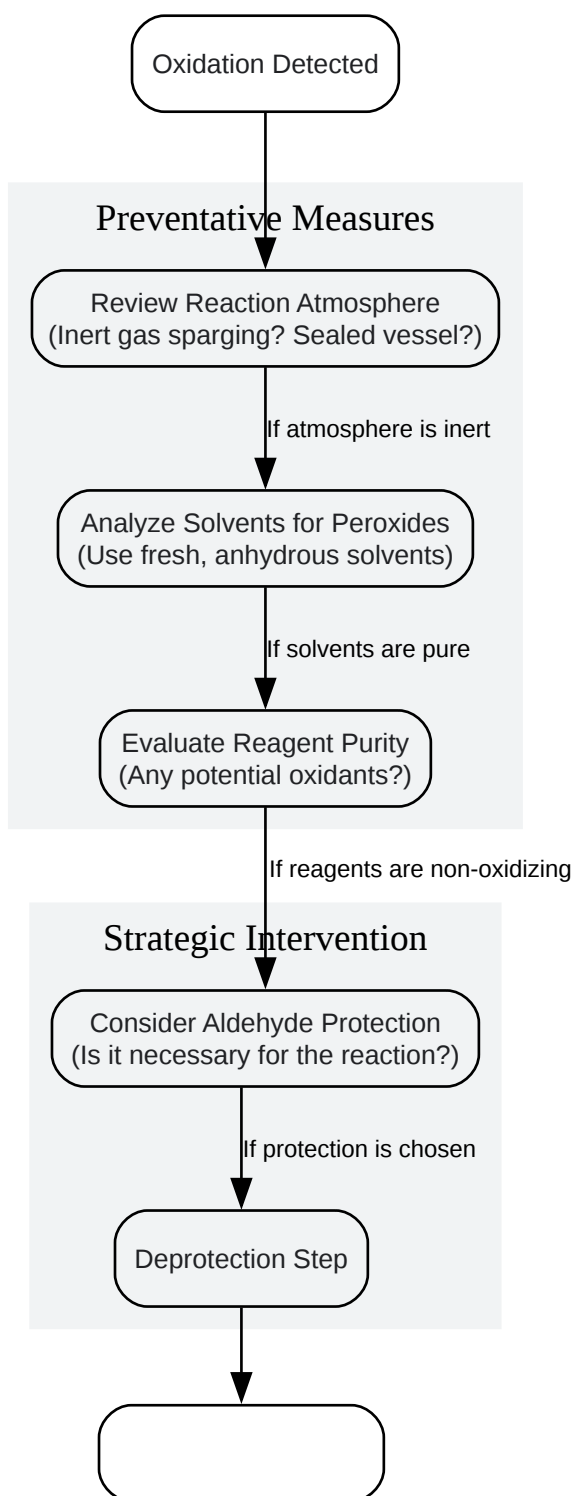 Oxidation Detected
Preventative Measures
Review Reaction Atmosphere
(Inert gas sparging? Sealed vessel?)
If atmosphere is inert
Analyze Solvents for Peroxides
(Use fresh, anhydrous solvents)
If solvents are pure
Evaluate Reagent Purity
(Any potential oxidants?)
If reagents are non-oxidizing
Strategic Intervention
Consider Aldehyde Protection
(Is it necessary for the reaction?)
If protection is chosen
Deprotection Step